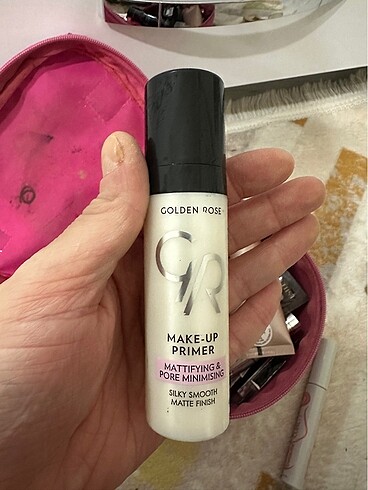 GOLDEN ROSE
GR
MAKE-UP
PRIMER
MATTIFYING &
PORE MINIMISING
SILKY SMOOTH
MATTE FINISH